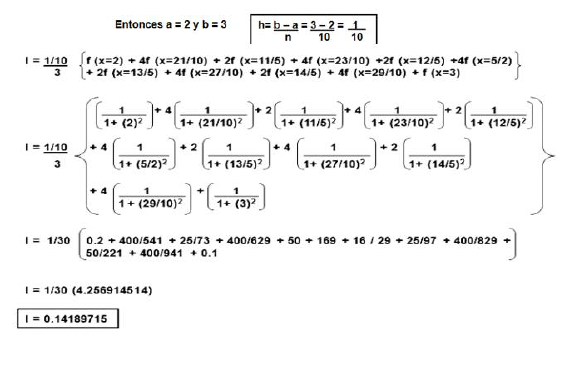 Entonces a = 2 y b = 3
h= b – a = 3 – 2 = 1
n 10 10
I = 1/10 { f (x=2) + 4f (x=21/10) + 2f (x=11/5) + 4f (x=23/10) +2f (x=12/5) +4f (x=5/2)
3 + 2f (x=13/5) + 4f (x=27/10) + 2f (x=14/5) + 4f (x=29/10) + f (x=3) }
1 + 4 1 + 2 1 + 4 1 + 2 1
1+ (2)² 1+ (21/10)² 1+ (11/5)² 1+ (23/10)² 1+ (12/5)²
I = 1/10 + 4 1 + 2 1 + 4 1 + 2 1
3 1+ (5/2)² 1+ (13/5)² 1+ (27/10)² 1+ (14/5)²
+ 4 1 + 1
1 + (29/10)² 1+ (3)²
I = 1/30 ( 0.2 + 400/541 + 25/73 + 400/629 + 50 + 169 + 16 / 29 + 25/97 + 400/829 +
50/221 + 400/941 + 0.1 )
I = 1/30 (4.256914514)
I = 0.14189715